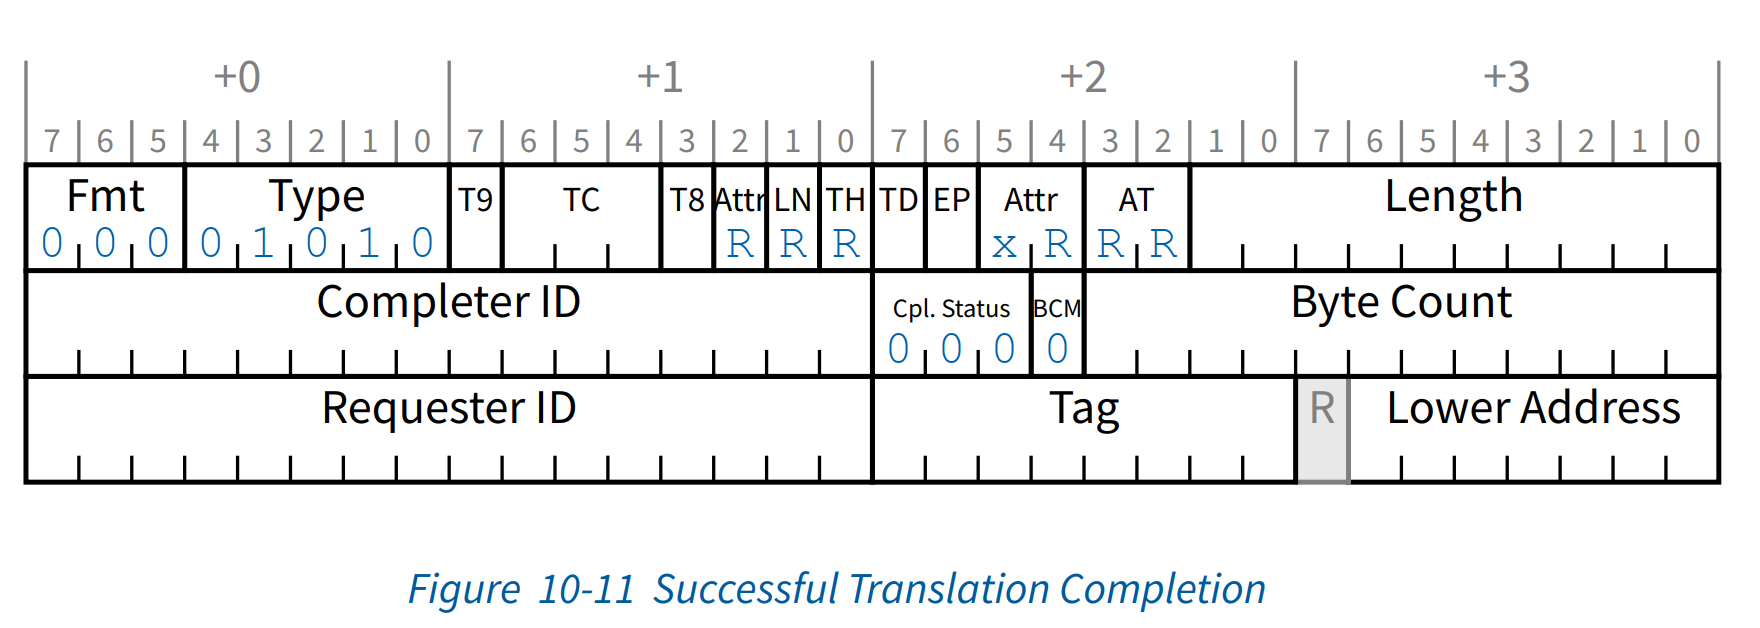 +0 +1 +2 +3
7 6 5 4 3 2 1 0 7 6 5 4 3 2 1 0 7 6 5 4 3 2 1 0 7 6 5 4 3 2 1 0
Fmt Type T9 TC T8 Attr LN TH TD EP Attr AT Length
0 0 0 0 1 0 1 0 R R R x R R R
Completer ID Cpl. Status BCM Byte Count
0 0 0 0
Requester ID Tag R Lower Address
Figure 10-11 Successful Translation Completion